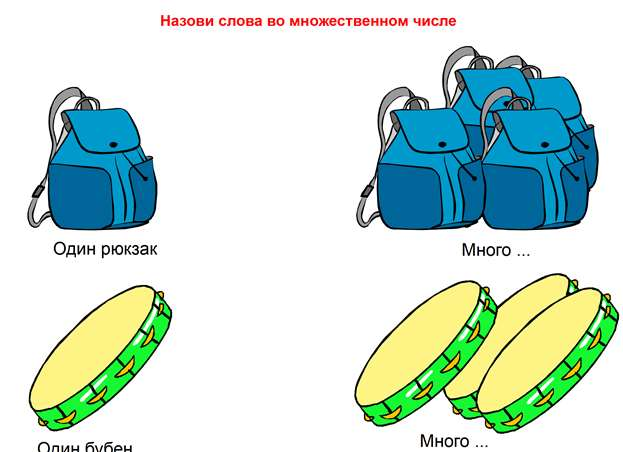 Назови слова во множественном числе
Один рюкзак
Много ...
Один бубен
Много ...